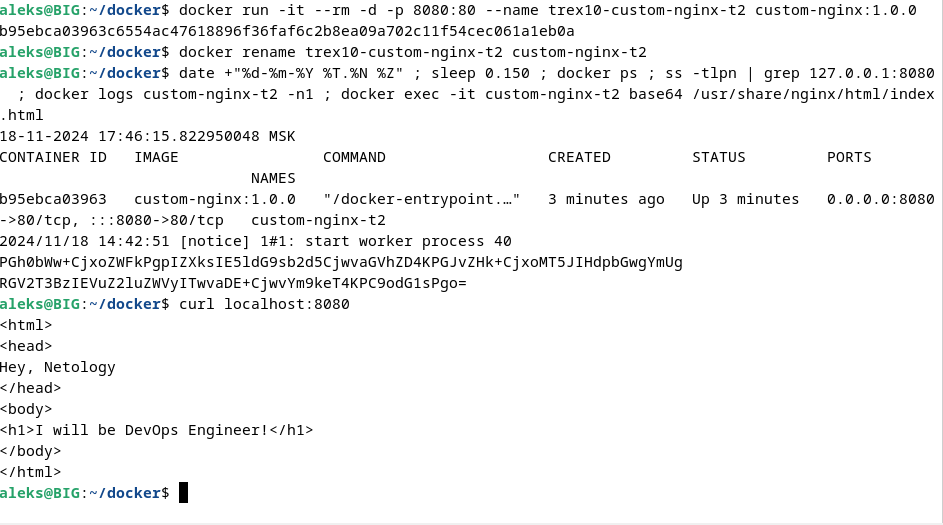 aleks@BIG:~/docker$ docker run -it --rm -d -p 8080:80 --name trex10-custom-nginx-t2 custom-nginx:1.0.0
b95ebca03963c6554ac47618896f36faf6c2b8ea09a702c11f54cec061a1eb0a
aleks@BIG:~/docker$ docker rename trex10-custom-nginx-t2 custom-nginx-t2
aleks@BIG:~/docker$ date +"%d-%m-%Y %T.%N %Z" ; sleep 0.150 ; docker ps ; ss -tlpn | grep 127.0.0.1:8080
; docker logs custom-nginx-t2 -n1 ; docker exec -it custom-nginx-t2 base64 /usr/share/nginx/html/index
.html
18-11-2024 17:46:15.822950048 MSK
CONTAINER ID   IMAGE                COMMAND                  CREATED         STATUS         PORTS
NAMES
b95ebca03963   custom-nginx:1.0.0   "/docker-entrypoint.…"   3 minutes ago   Up 3 minutes   0.0.0.0:8080
->80/tcp, :::8080->80/tcp   custom-nginx-t2
2024/11/18 14:42:51 [notice] 1#1: start worker process 40
PGh0bWw+CjxoZWFkPgpIZXksIE5ldG9sb2d5CjwvaGVhZD4KPGJvZHk+CjxoMT5JIHdpbGwgYmUg
RGV2T3BzIEVuZ2luZWVyITwvaDE+CjwvYm9keT4KPC9odG1sPgo=
aleks@BIG:~/docker$ curl localhost:8080
<html>
<head>
Hey, Netology
</head>
<body>
<h1>I will be DevOps Engineer!</h1>
</body>
</html>
aleks@BIG:~/docker$